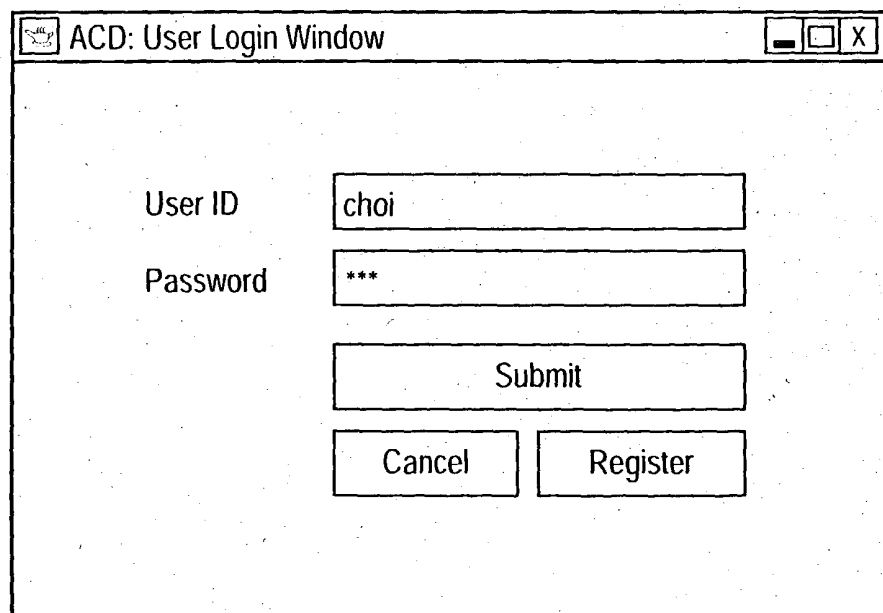 ACD: User Login Window X
User ID choi
Password ***
Submit
Cancel Register